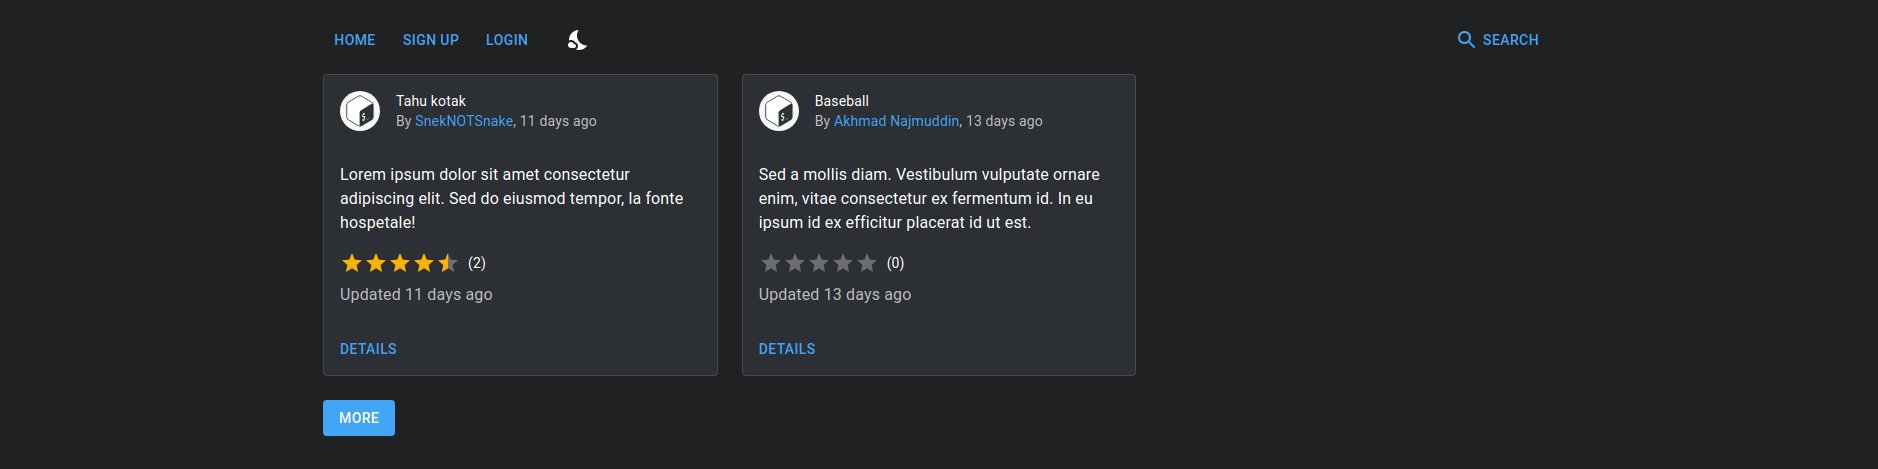 HOME SIGN UP LOGIN SEARCH
Tahu kotak
By SnekNOTSnake, 11 days ago
Lorem ipsum dolor sit amet consectetur
adipiscing elit. Sed do eiusmod tempor, la fonte
hospetale!
(2)
Updated 11 days ago
DETAILS
Baseball
By Akhmad Najmuddin, 13 days ago
Sed a mollis diam. Vestibulum vulputate ornare
enim, vitae consectetur ex fermentum id. In eu
ipsum id ex efficitur placerat id ut est.
(0)
Updated 13 days ago
DETAILS
MORE